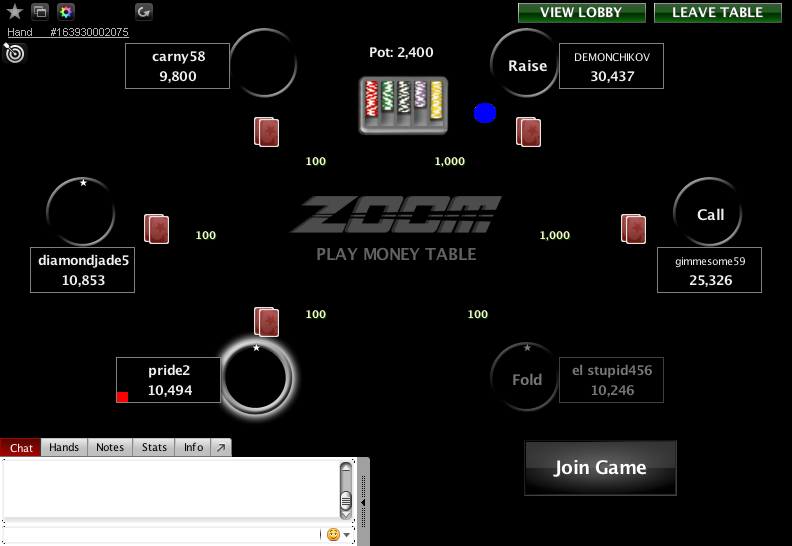 VIEW LOBBY
LEAVE TABLE
Hand #163930002075
carny58
9,800
Pot: 2,400
Raise
DEMONCHIKOV
30,437
100
1,000
ZOOM
PLAY MONEY TABLE
diamondjade5
10,853
100
1,000
Call
gimmesome59
25,326
100
100
pride2
10,494
Fold
el stupid456
10,246
Chat Hands Notes Stats Info
Join Game